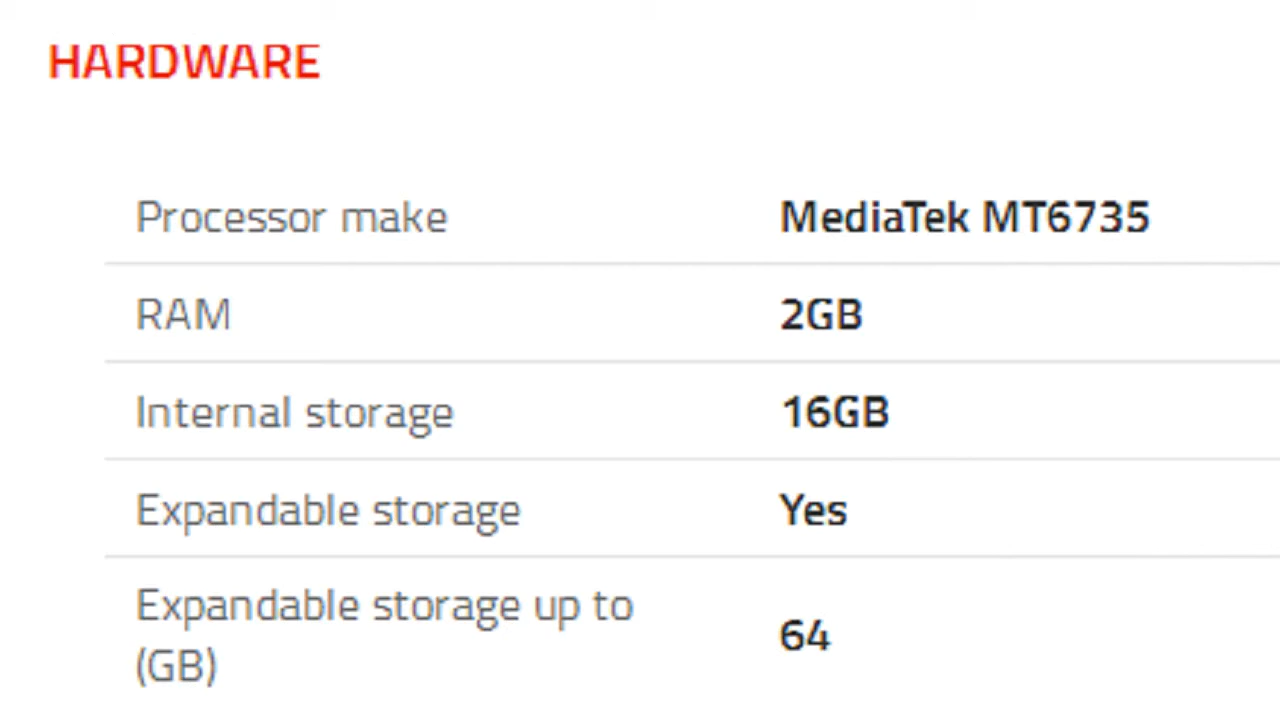 HARDWARE
Processor make MediaTek MT6735
RAM 2GB
Internal storage 16GB
Expandable storage Yes
Expandable storage up to
(GB) 64